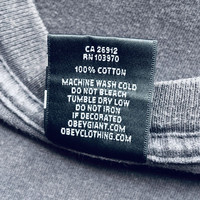 CA 26912
RN 103970
100% COTTON
MACHINE WASH COLD
DO NOT BLEACH
TUMBLE DRY LOW
DO NOT IRON
IF DECORATED
OBEYGIANT.COM
OBEYCLOTHING.COM